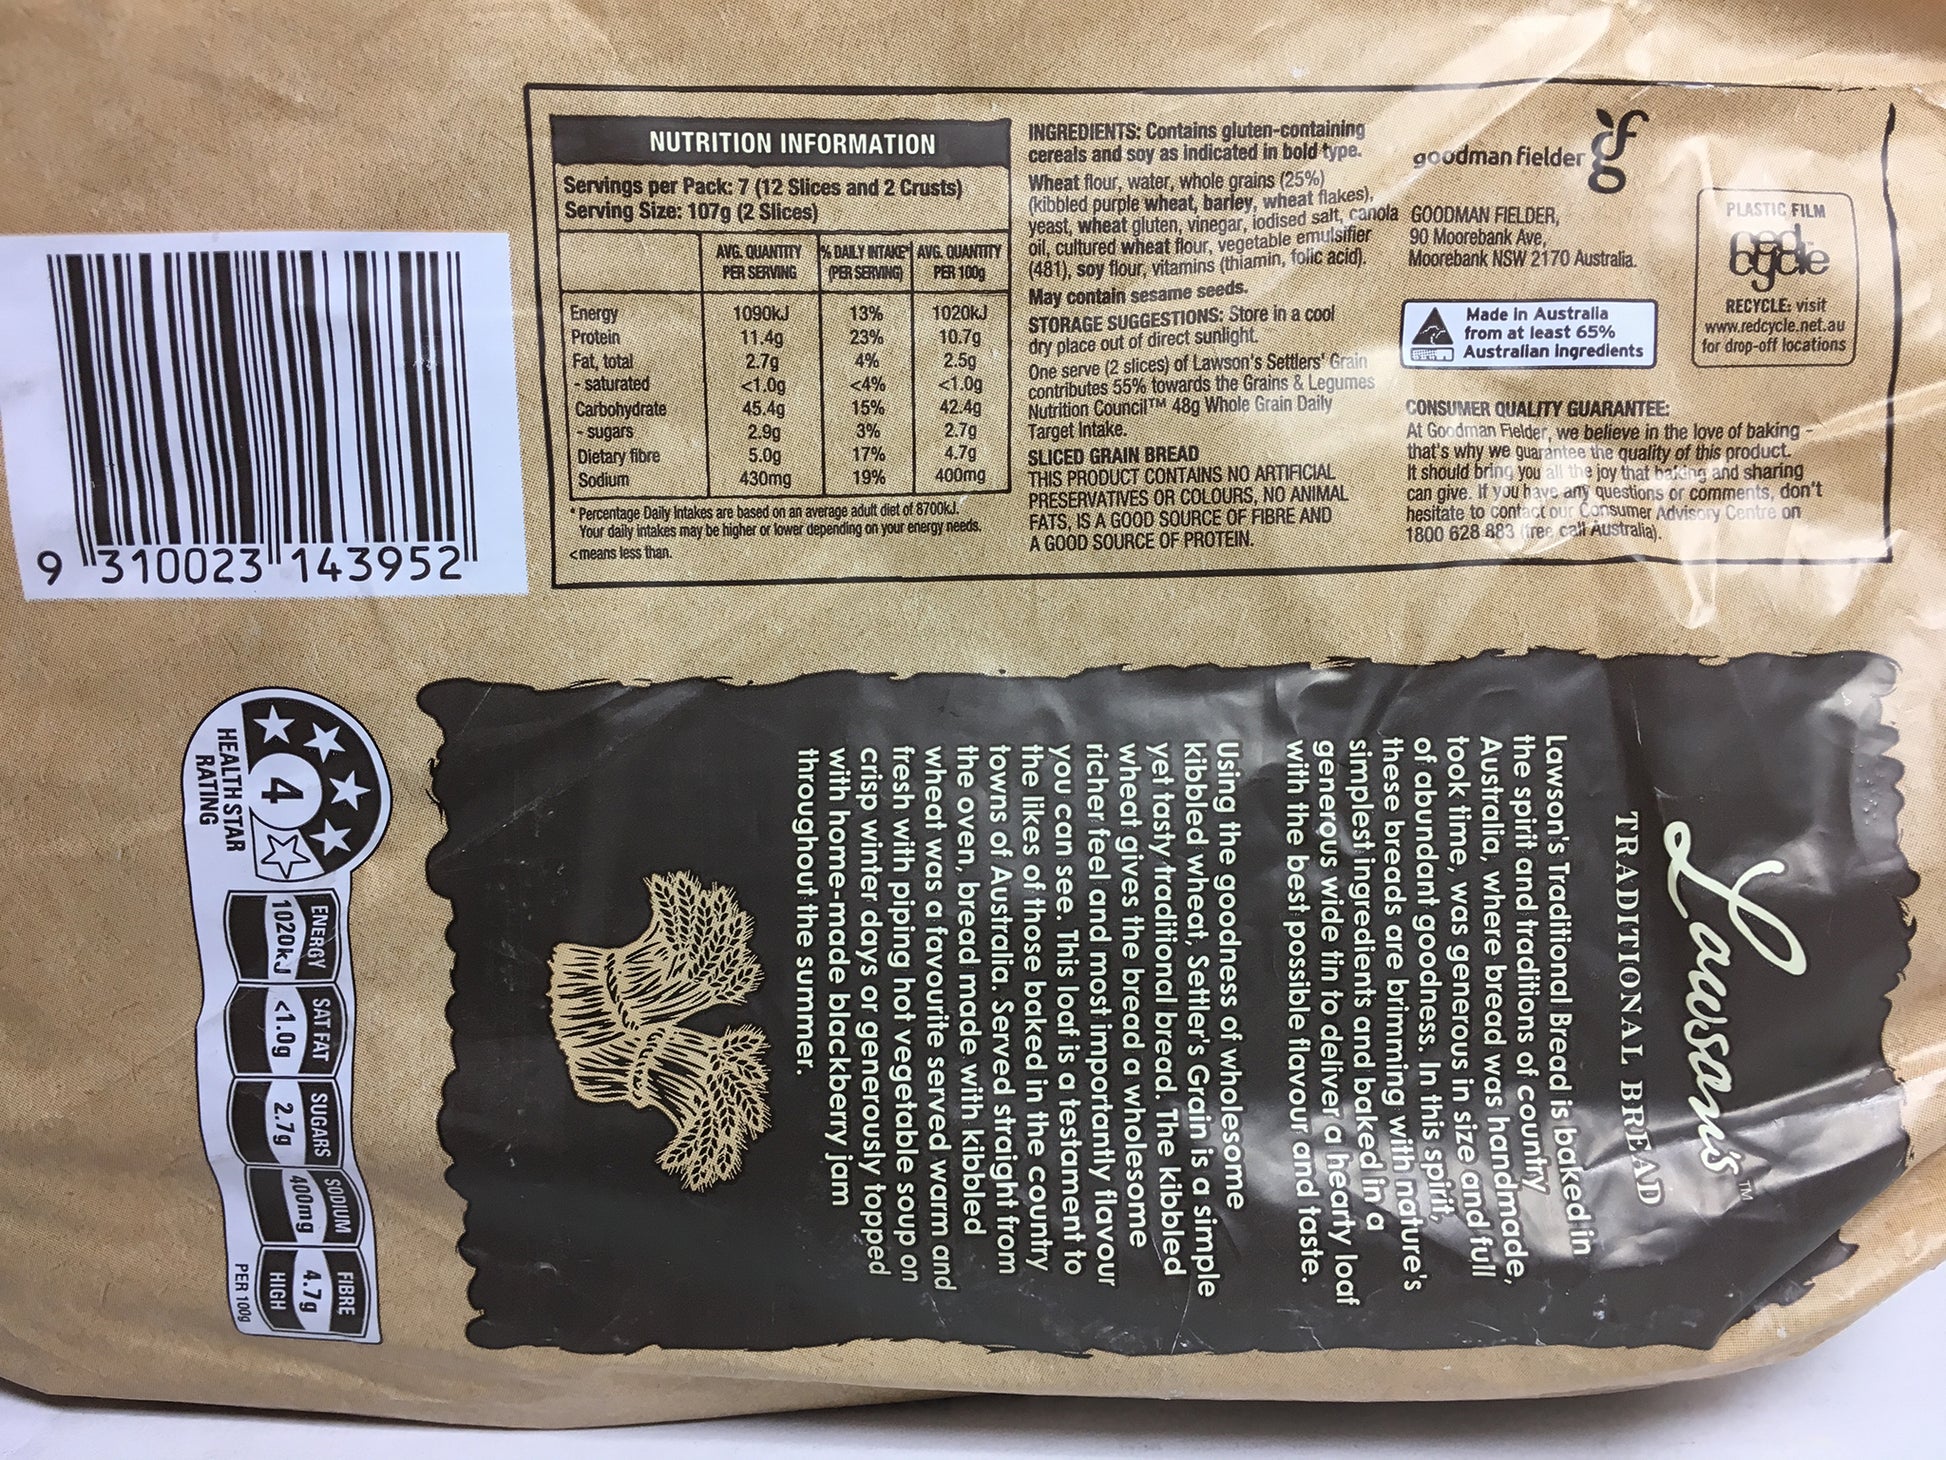 NUTRITION INFORMATION
Servings per Pack: 7 (12 Slices and 2 Crusts)
Serving Size: 107g (2 Slices)
AVG. QUANTITY PER SERVING % DAILY INTAKE* (PER SERVING) AVG. QUANTITY PER 100g
Energy 1090kJ 13% 1020kJ
Protein 11.4g 23% 10.7g
Fat, total 2.7g 4% 2.5g
- saturated <1.0g <4% <1.0g
Carbohydrate 45.4g 15% 42.4g
- sugars 2.9g 3% 2.7g
Dietary fibre 5.0g 17% 4.7g
Sodium 430mg 19% 400mg
* Percentage Daily Intakes are based on an average adult diet of 8700kJ.
Your daily intakes may be higher or lower depending on your energy needs.
<means less than.
INGREDIENTS: Contains gluten-containing
cereals and soy as indicated in bold type.
Wheat flour, water, whole grains (25%)
(kibbled purple wheat, barley, wheat flakes),
yeast, wheat gluten, vinegar, iodised salt, canola
oil, cultured wheat flour, vegetable emulsifier
(481), soy flour, vitamins (thiamin, folic acid).
May contain sesame seeds.
STORAGE SUGGESTIONS: Store in a cool
dry place out of direct sunlight.
One serve (2 slices) of Lawson's Settlers' Grain
contributes 55% towards the Grains & Legumes
Nutrition Council™ 48g Whole Grain Daily
Target Intake.
SLICED GRAIN BREAD
THIS PRODUCT CONTAINS NO ARTIFICIAL
PRESERVATIVES OR COLOURS, NO ANIMAL
FATS, IS A GOOD SOURCE OF FIBRE AND
A GOOD SOURCE OF PROTEIN.
gf
goodman fielder
GOODMAN FIELDER,
90 Moorebank Ave,
Moorebank NSW 2170 Australia.
Made in Australia
from at least 65%
Australian ingredients
PLASTIC FILM
red
cycle
RECYCLE: visit
www.redcycle.net.au
for drop-off locations
CONSUMER QUALITY GUARANTEE:
At Goodman Fielder, we believe in the love of baking -
that's why we guarantee the quality of this product.
It should bring you all the joy that baking and sharing
can give. If you have any questions or comments, don't
hesitate to contact our Consumer Advisory Centre on
1800 628 883 (free call Australia).
9 310023 143952
Lawson's™
TRADITIONAL BREAD
Lawson's Traditional Bread is baked in
the spirit and traditions of country
Australia, where bread was handmade,
took time, was generous in size and full
of abundant goodness. In this spirit,
these breads are brimming with nature's
simplest ingredients and baked in a
generous wide tin to deliver a hearty loaf
with the best possible flavour and taste.
Using the goodness of wholesome
kibbled wheat, Settler's Grain is a simple
yet tasty traditional bread. The kibbled
wheat gives the bread a wholesome
richer feel and most importantly flavour
you can see. This loaf is a testament to
the likes of those baked in the country
towns of Australia. Served straight from
the oven, bread made with kibbled
wheat was a favourite served warm and
fresh with piping hot vegetable soup on
crisp winter days or generously topped
with home-made blackberry jam
throughout the summer.
4
HEALTH STAR
RATING
ENERGY
1020kJ
SAT FAT
<1.0g
SUGARS
2.7g
SODIUM
400mg
FIBRE
4.7g
HIGH
PER 100g